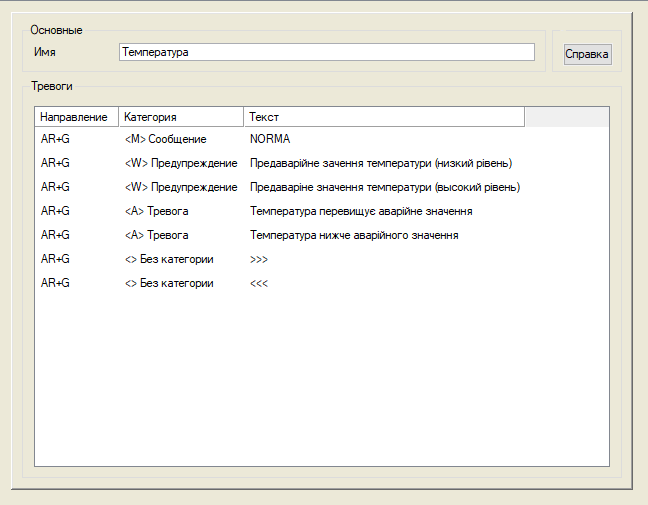 Основные
Имя Температура
Справка
Тревоги
Направление Категория Текст
AR+G <M> Сообщение NORMA
AR+G <W> Предупреждение Предаварійне зачення температури (низкий рівень)
AR+G <W> Предупреждение Предаваріне значення температури (высокий рівень)
AR+G <A> Тревога Температура перевищує аварійне значення
AR+G <A> Тревога Температура нижче аварійного значення
AR+G <> Без категории >>>
AR+G <> Без категории <<<